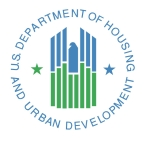 U.S. DEPARTMENT OF HOUSING
AND URBAN DEVELOPMENT